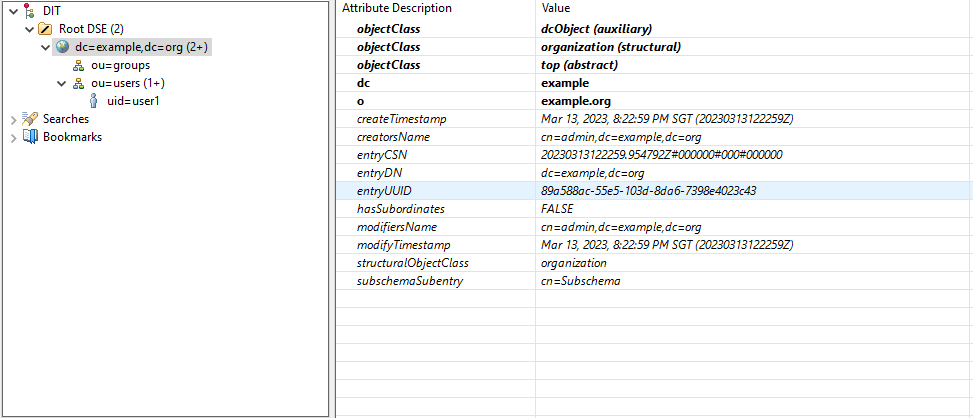 DIT
Root DSE (2)
dc=example,dc=org (2+)
ou=groups
ou=users (1+)
uid=user1
Searches
Bookmarks
Attribute Description Value
objectClass dcObject (auxiliary)
objectClass organization (structural)
objectClass top (abstract)
dc example
o example.org
createTimestamp Mar 13, 2023, 8:22:59 PM SGT (20230313122259Z)
creatorsName cn=admin,dc=example,dc=org
entryCSN 20230313122259.954792Z#000000#000#000000
entryDN dc=example,dc=org
entryUUID 89a588ac-55e5-103d-8da6-7398e4023c43
hasSubordinates FALSE
modifiersName cn=admin,dc=example,dc=org
modifyTimestamp Mar 13, 2023, 8:22:59 PM SGT (20230313122259Z)
structuralObjectClass organization
subschemaSubentry cn=Subschema